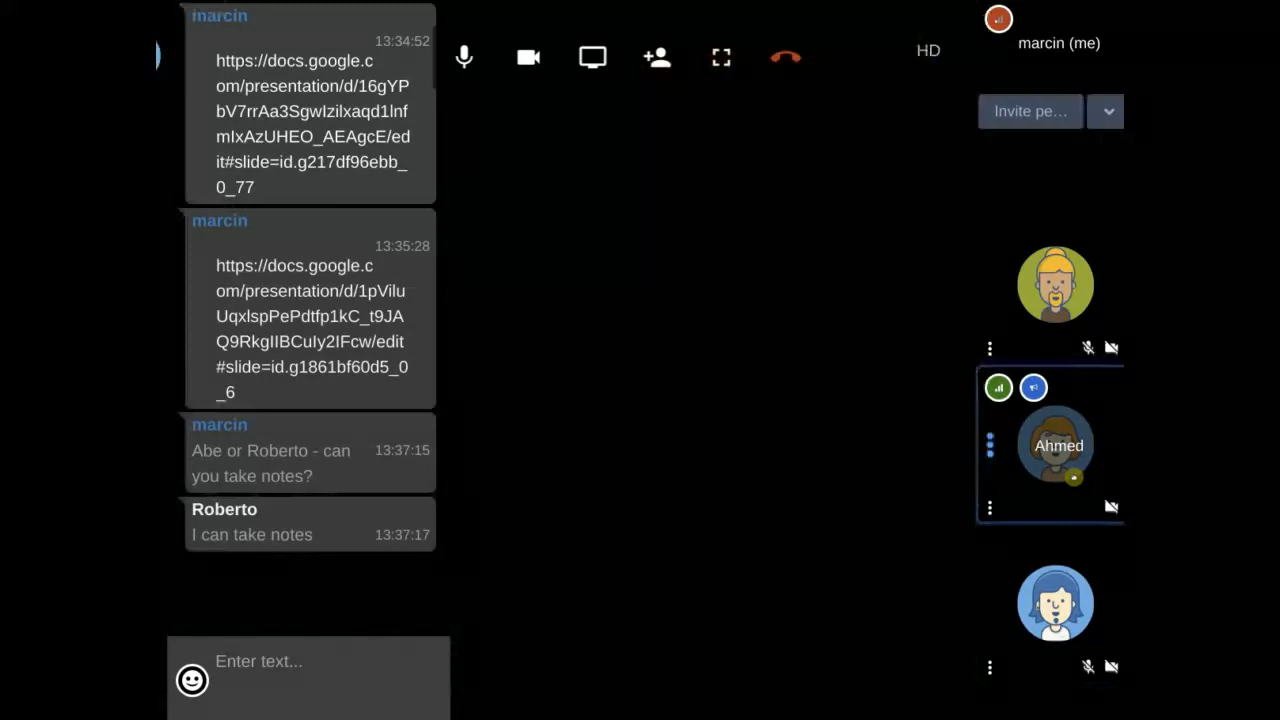 marcin
13:34:52
https://docs.google.c
om/presentation/d/16gYP
bV7rrAa3SgwIzilxaqd1lnf
mIxAzUHEO_AEAgcE/ed
it#slide=id.g217df96ebb_
0_77
marcin
13:35:28
https://docs.google.c
om/presentation/d/1pVilu
UqxlspPePdtfp1kC_t9JA
Q9RkgIIBCuIy2IFcw/edit
#slide=id.g1861bf60d5_0
_6
marcin
Abe or Roberto - can 13:37:15
you take notes?
Roberto
I can take notes 13:37:17
Enter text...
HD
marcin (me)
Invite pe...
Ahmed